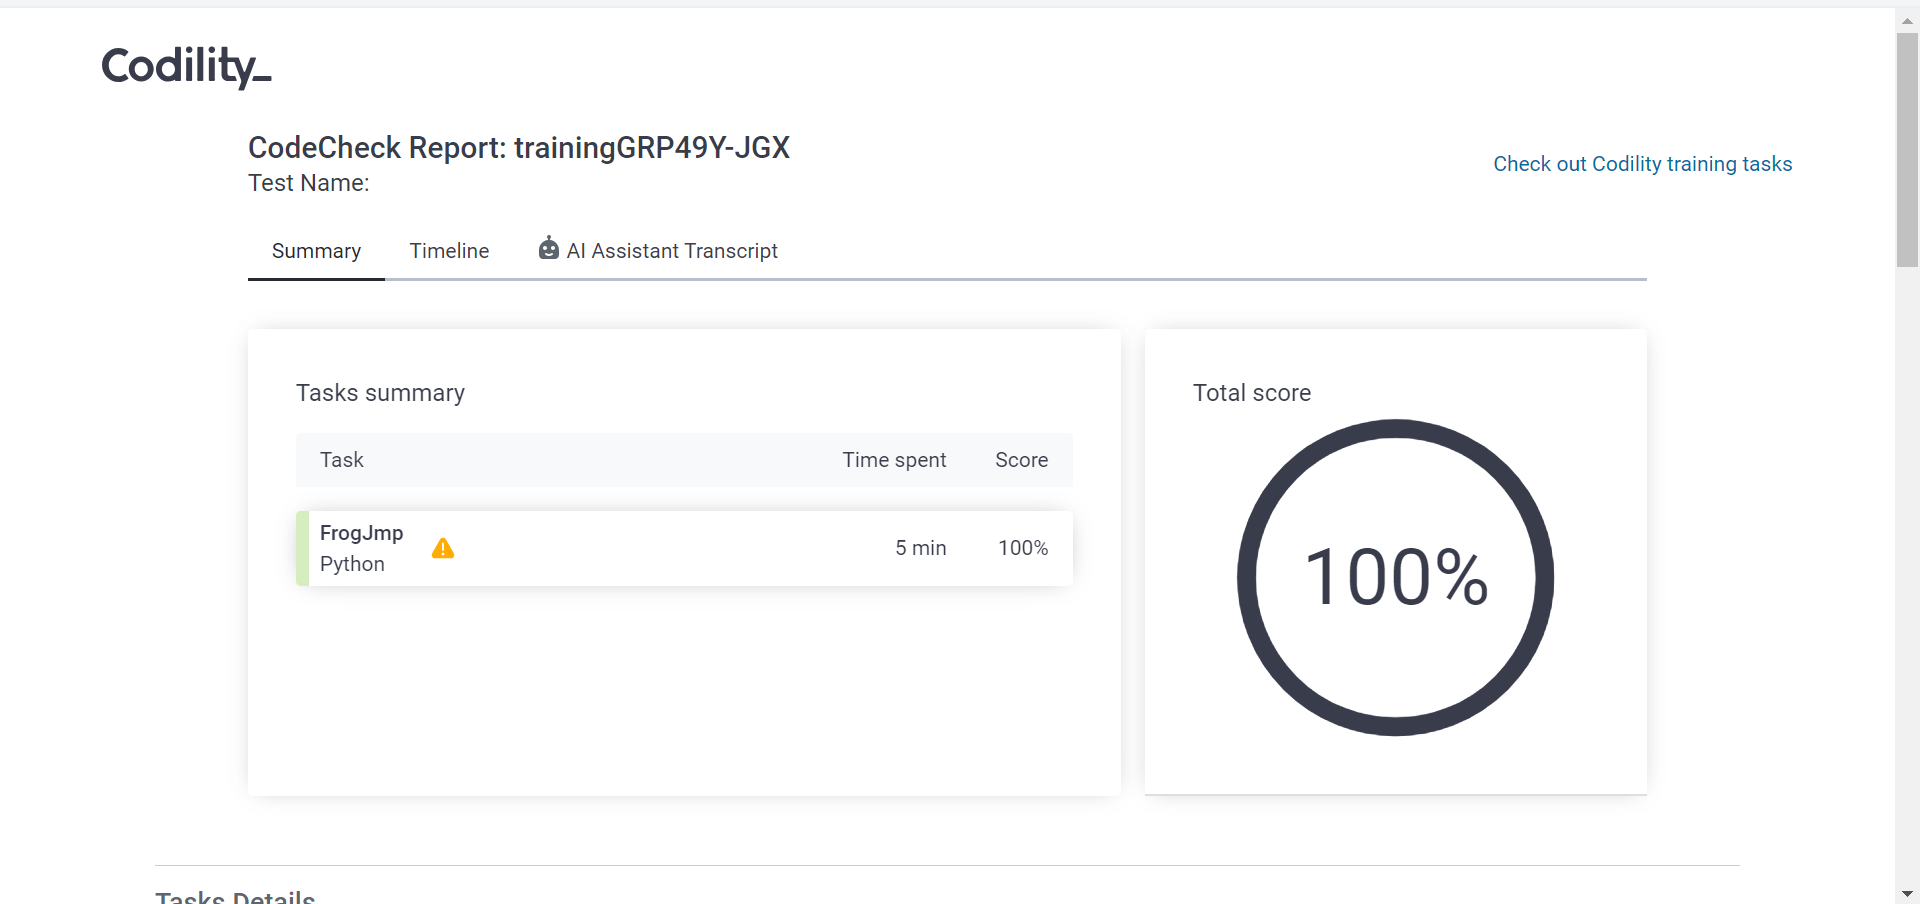 Codility_
CodeCheck Report: trainingGRP49Y-JGX
Test Name:
Check out Codility training tasks
Summary
Timeline
AI Assistant Transcript
Tasks summary
Task Time spent Score
FrogJmp
Python
5 min 100%
Total score
100%
Tasks Details